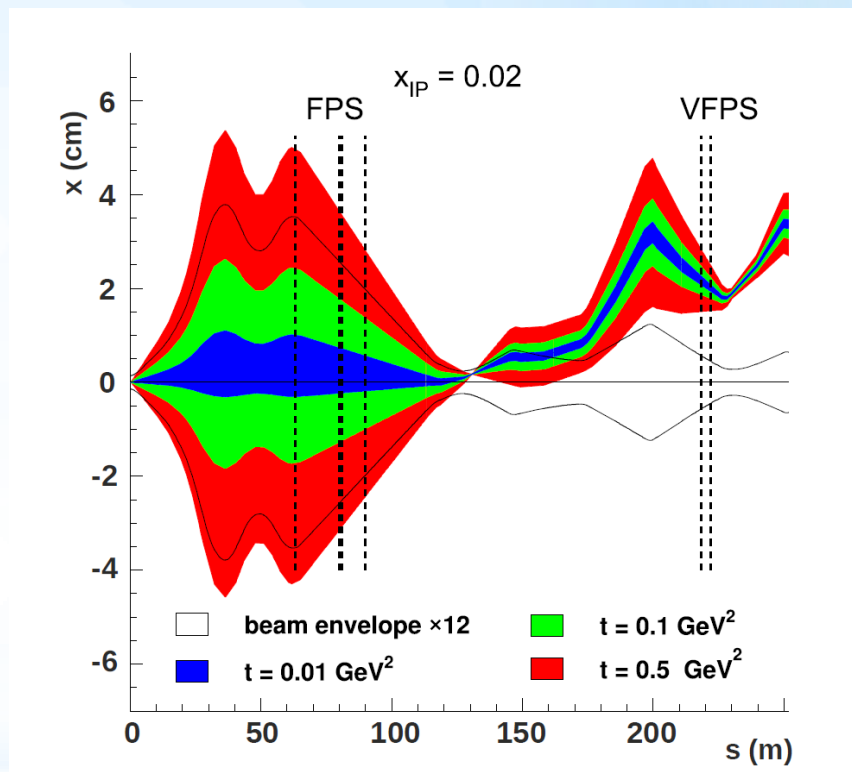 x_IP = 0.02
FPS
VFPS
x (cm)
6
4
2
0
-2
-4
-6
beam envelope ×12
t = 0.01 GeV²
t = 0.1 GeV²
t = 0.5 GeV²
0
50
100
150
200
s (m)